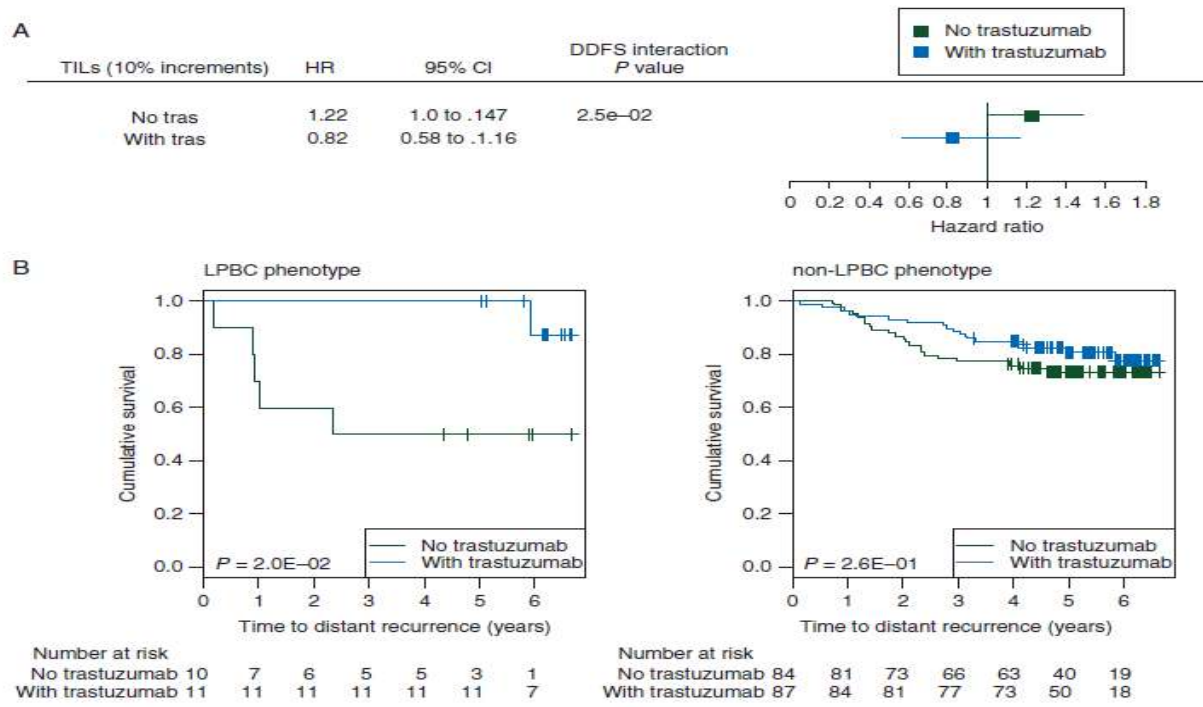 A
No trastuzumab
With trastuzumab
TILs (10% increments) HR 95% CI DDFS interaction P value
No tras 1.22 1.0 to .147 2.5e–02
With tras 0.82 0.58 to .1.16
0 0.2 0.4 0.6 0.8 1 1.2 1.4 1.6 1.8
Hazard ratio
B
LPBC phenotype
Cumulative survival
1.0
0.8
0.6
0.4
0.2
0.0
P = 2.0E–02
No trastuzumab
With trastuzumab
0 1 2 3 4 5 6
Time to distant recurrence (years)
Number at risk
No trastuzumab 10 7 6 5 5 3 1
With trastuzumab 11 11 11 11 11 11 7
non-LPBC phenotype
Cumulative survival
1.0
0.8
0.6
0.4
0.2
0.0
P = 2.6E–01
No trastuzumab
With trastuzumab
0 1 2 3 4 5 6
Time to distant recurrence (years)
Number at risk
No trastuzumab 84 81 73 66 63 40 19
With trastuzumab 87 84 81 77 73 50 18